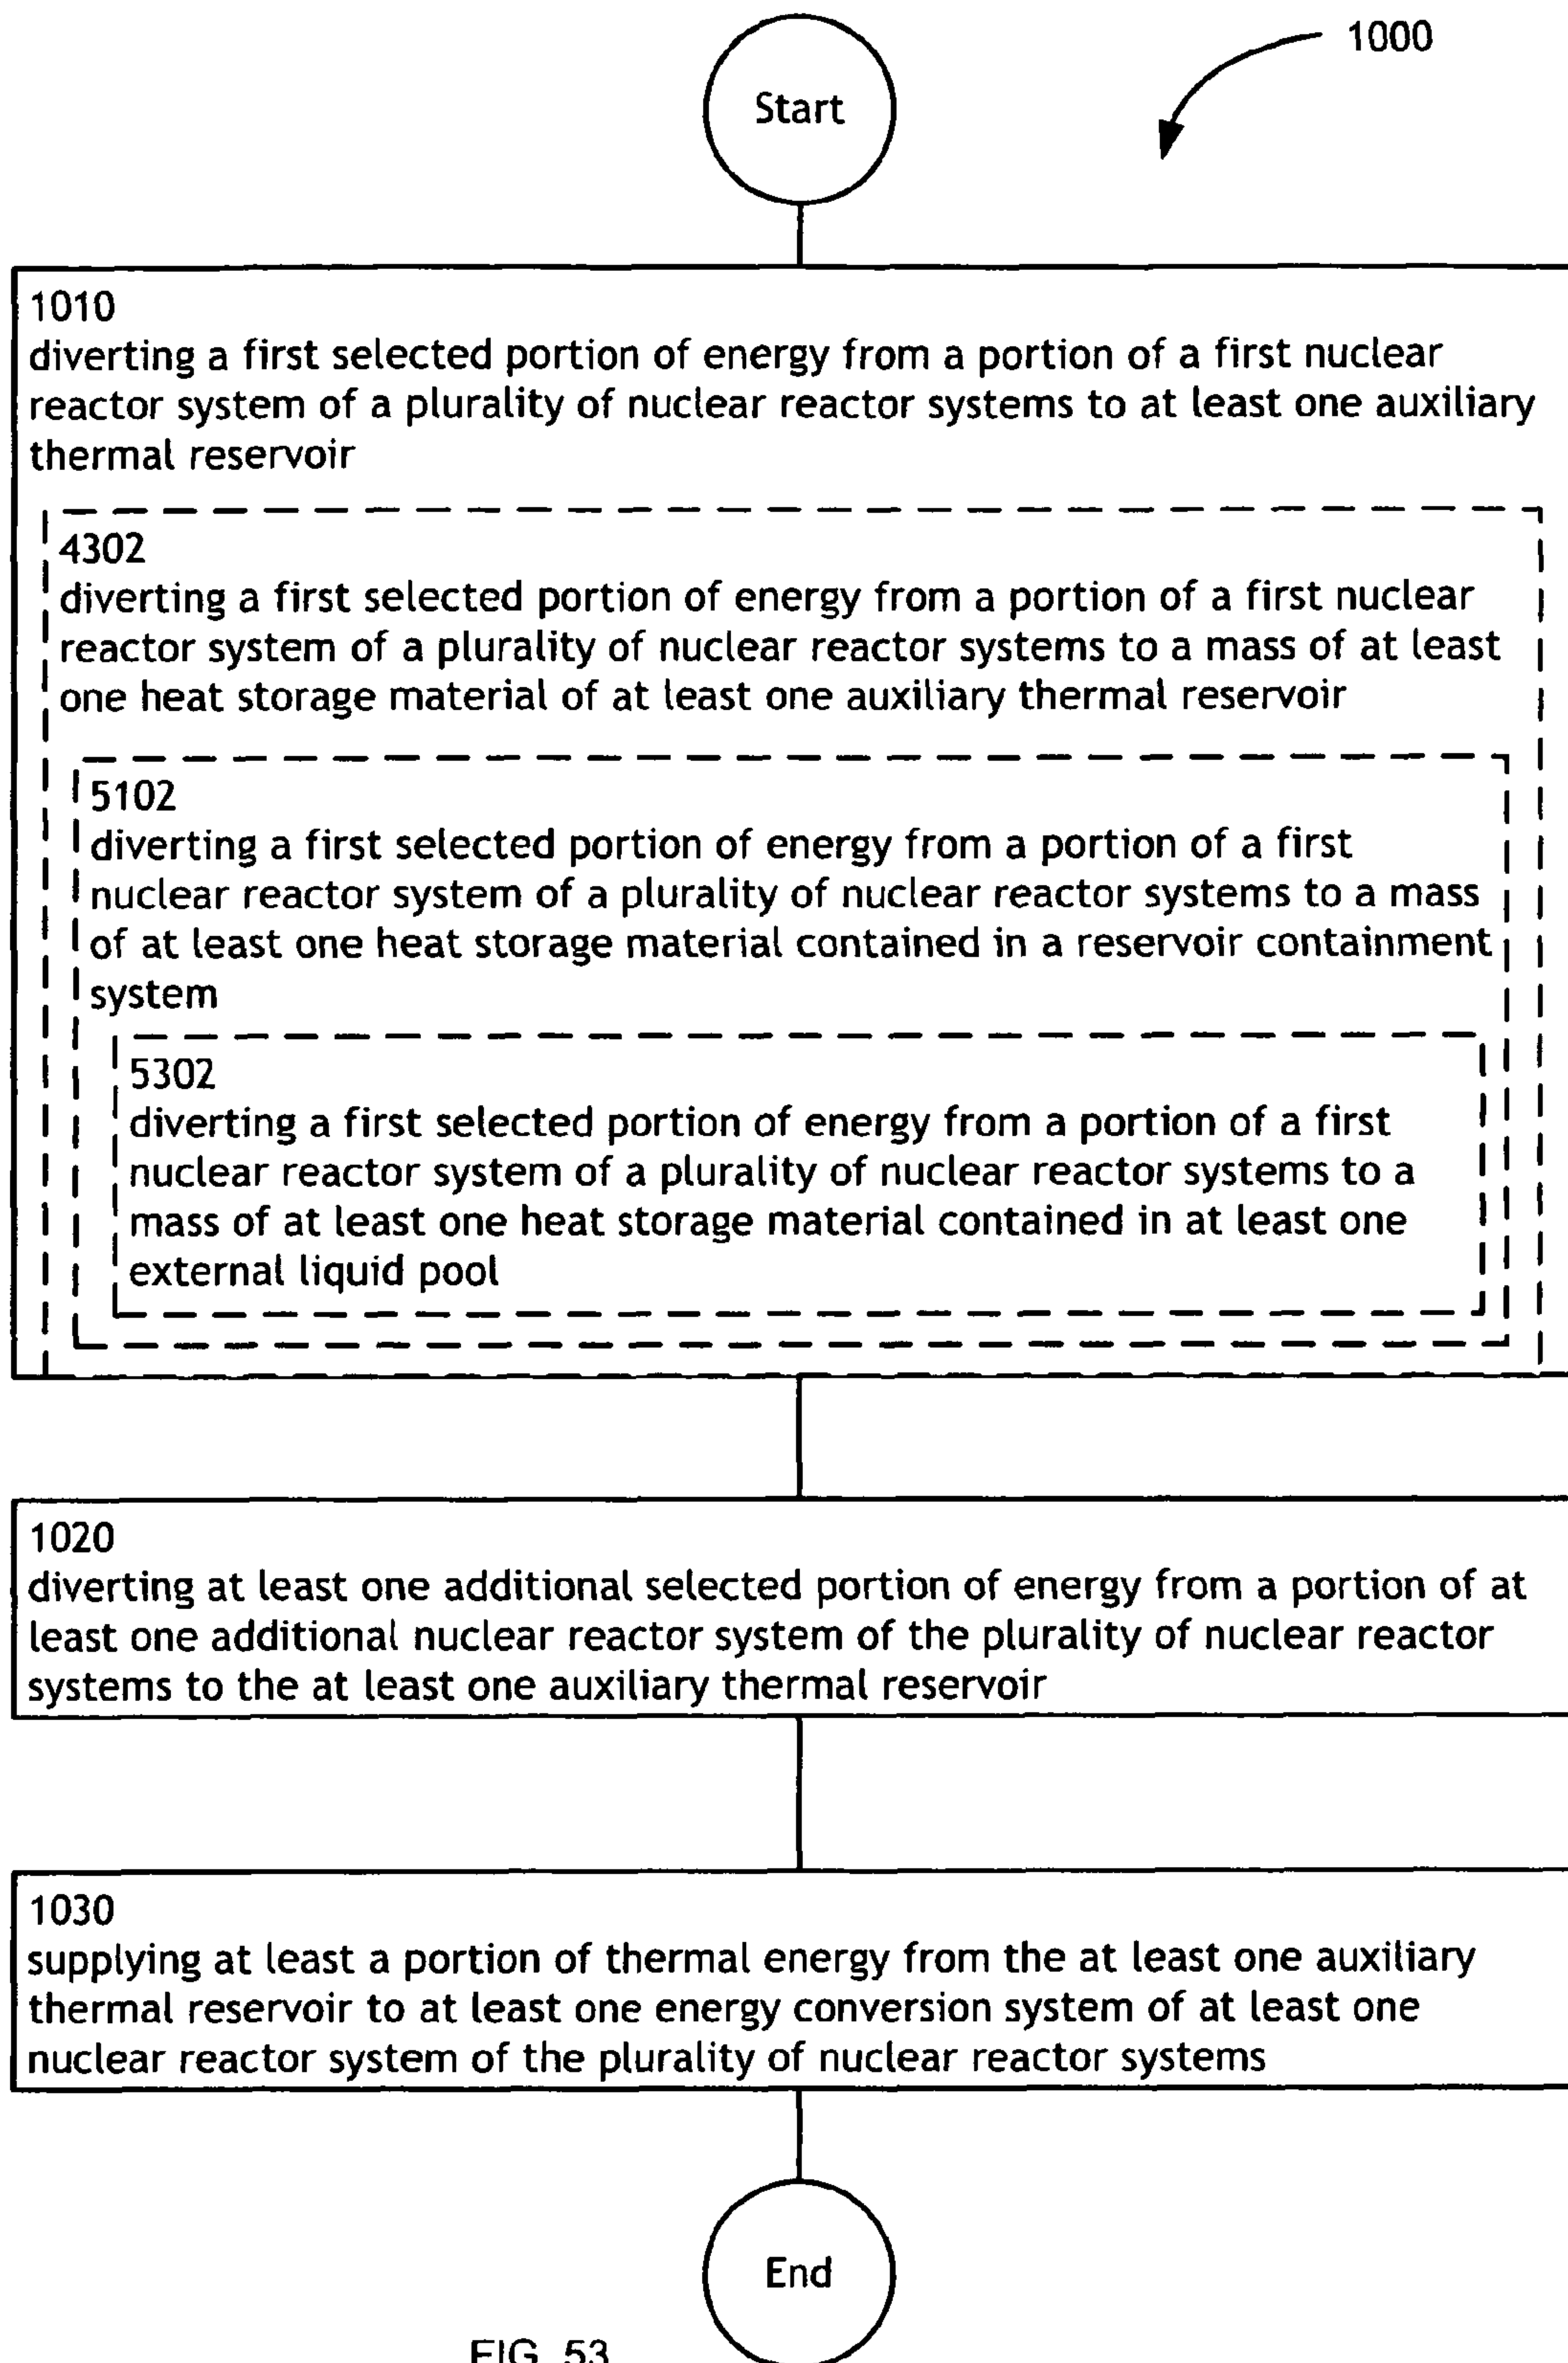 1000
Start
1010
diverting a first selected portion of energy from a portion of a first nuclear
reactor system of a plurality of nuclear reactor systems to at least one auxiliary
thermal reservoir
4302
diverting a first selected portion of energy from a portion of a first nuclear
reactor system of a plurality of nuclear reactor systems to a mass of at least
one heat storage material of at least one auxiliary thermal reservoir
5102
diverting a first selected portion of energy from a portion of a first
nuclear reactor system of a plurality of nuclear reactor systems to a mass
of at least one heat storage material contained in a reservoir containment
system
5302
diverting a first selected portion of energy from a portion of a first
nuclear reactor system of a plurality of nuclear reactor systems to a
mass of at least one heat storage material contained in at least one
external liquid pool
1020
diverting at least one additional selected portion of energy from a portion of at
least one additional nuclear reactor system of the plurality of nuclear reactor
systems to the at least one auxiliary thermal reservoir
1030
supplying at least a portion of thermal energy from the at least one auxiliary
thermal reservoir to at least one energy conversion system of at least one
nuclear reactor system of the plurality of nuclear reactor systems
End
FIG. 53